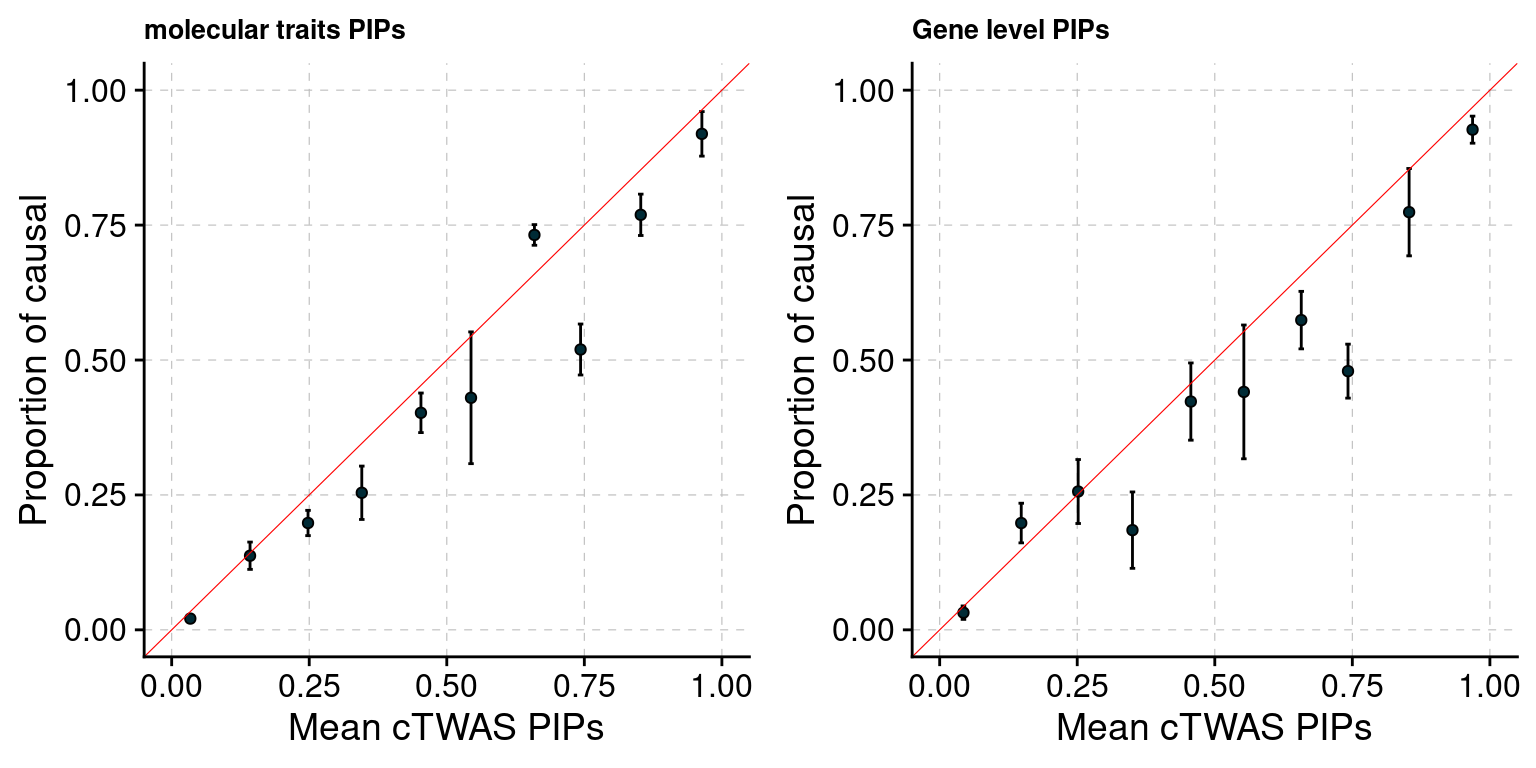 molecular traits PIPs
Proportion of causal
1.00
0.75
0.50
0.25
0.00
0.00 0.25 0.50 0.75 1.00
Mean cTWAS PIPs
Gene level PIPs
Proportion of causal
1.00
0.75
0.50
0.25
0.00
0.00 0.25 0.50 0.75 1.00
Mean cTWAS PIPs